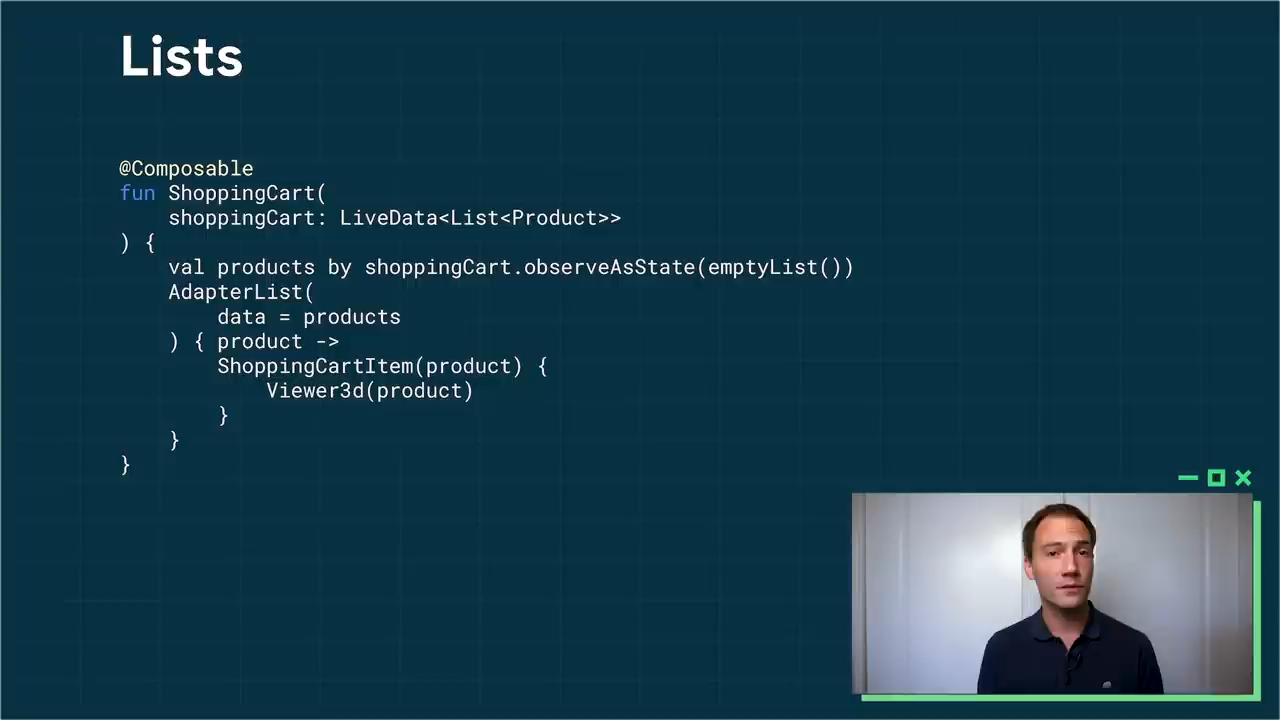 Lists
@Composable
fun ShoppingCart(
    shoppingCart: LiveData<List<Product>>
) {
    val products by shoppingCart.observeAsState(emptyList())
    AdapterList(
        data = products
    ) { product ->
        ShoppingCartItem(product) {
            Viewer3d(product)
        }
    }
}